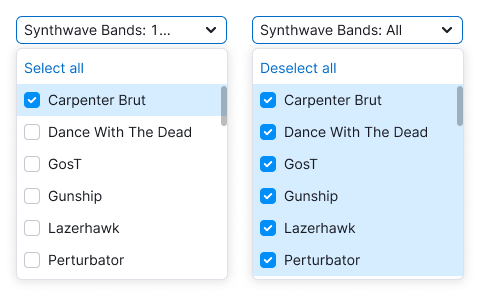 Synthwave Bands: 1...
Select all
Carpenter Brut
Dance With The Dead
GosT
Gunship
Lazerhawk
Perturbator
Synthwave Bands: All
Deselect all
Carpenter Brut
Dance With The Dead
GosT
Gunship
Lazerhawk
Perturbator